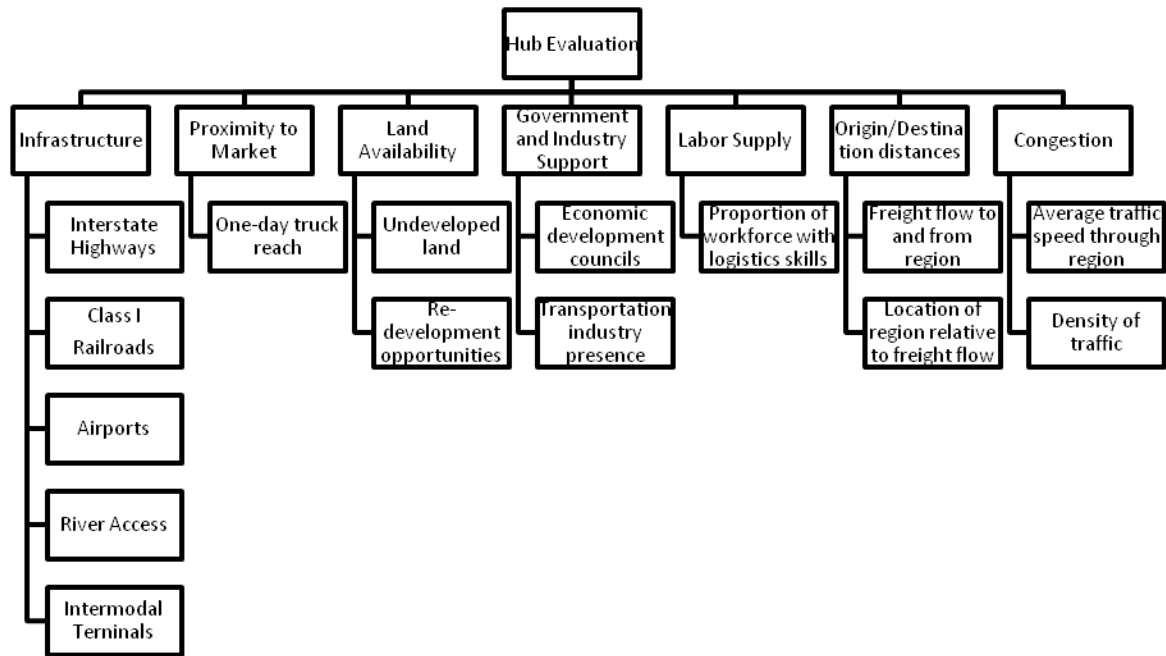 Hub Evaluation
Infrastructure
Proximity to
Market
Land
Availability
Government
and Industry
Support
Labor Supply
Origin/Destina
tion distances
Congestion
Interstate
Highways
Class I
Railroads
Airports
River Access
Intermodal
Terninals
One-day truck
reach
Undeveloped
land
Re-
development
opportunities
Economic
development
councils
Transportation
industry
presence
Proportion of
workforce with
logistics skills
Freight flow to
and from
region
Location of
region relative
to freight flow
Average traffic
speed through
region
Density of
traffic